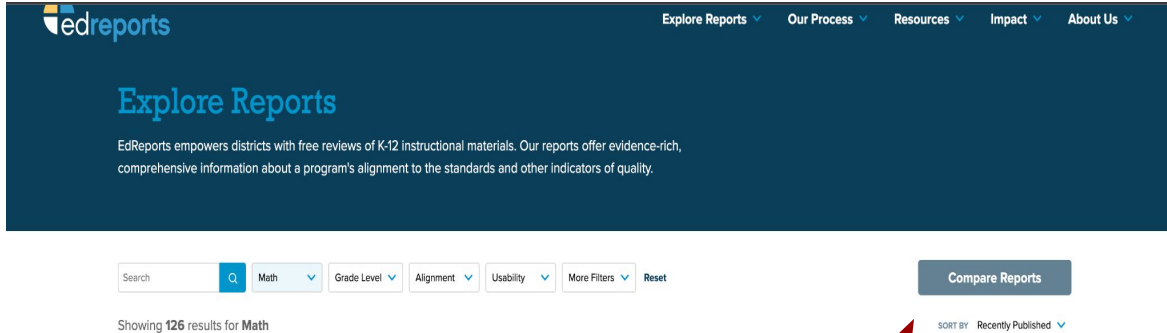 edreports
Explore Reports Our Process Resources Impact About Us
Explore Reports
EdReports empowers districts with free reviews of K-12 instructional materials. Our reports offer evidence-rich,
comprehensive information about a program's alignment to the standards and other indicators of quality.
Search Math Grade Level Alignment Usability More Filters Reset
Compare Reports
Showing 126 results for Math
SORT BY Recently Published